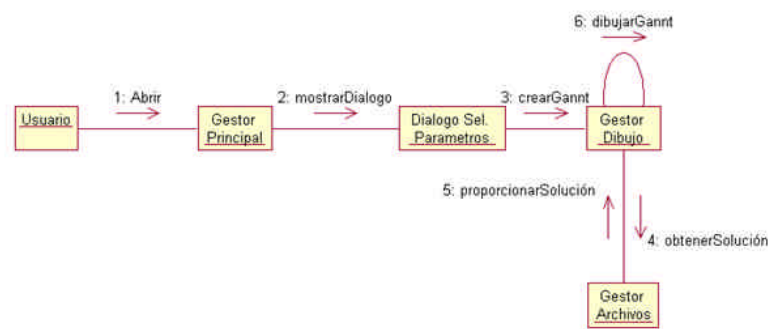 6: dibujarGannt
1: Abrir
2: mostrarDialogo
3: crearGannt
Usuario
Gestor
Principal
Dialogo Sel.
Parametros
Gestor
Dibujo
5: proporcionarSolución
4: obtenerSolución
Gestor
Archivos